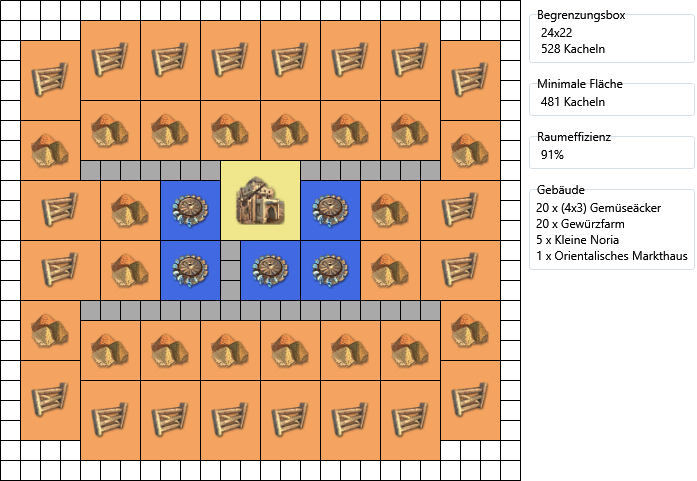 Begrenzungsbox
24x22
528 Kacheln
Minimale Fläche
481 Kacheln
Raumeffizienz
91%
Gebäude
20 x (4x3) Gemüseäcker
20 x Gewürzfarm
5 x Kleine Noria
1 x Orientalisches Markthaus